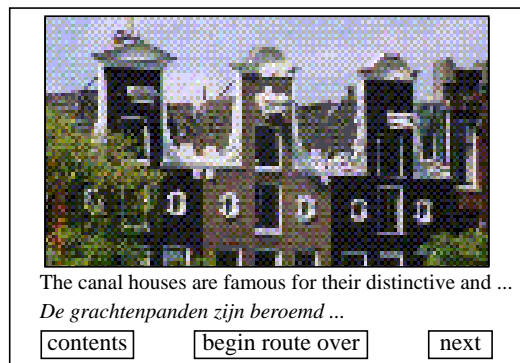 The canal houses are famous for their distinctive and ...
De grachtenpanden zijn beroemd ...
contents begin route over next